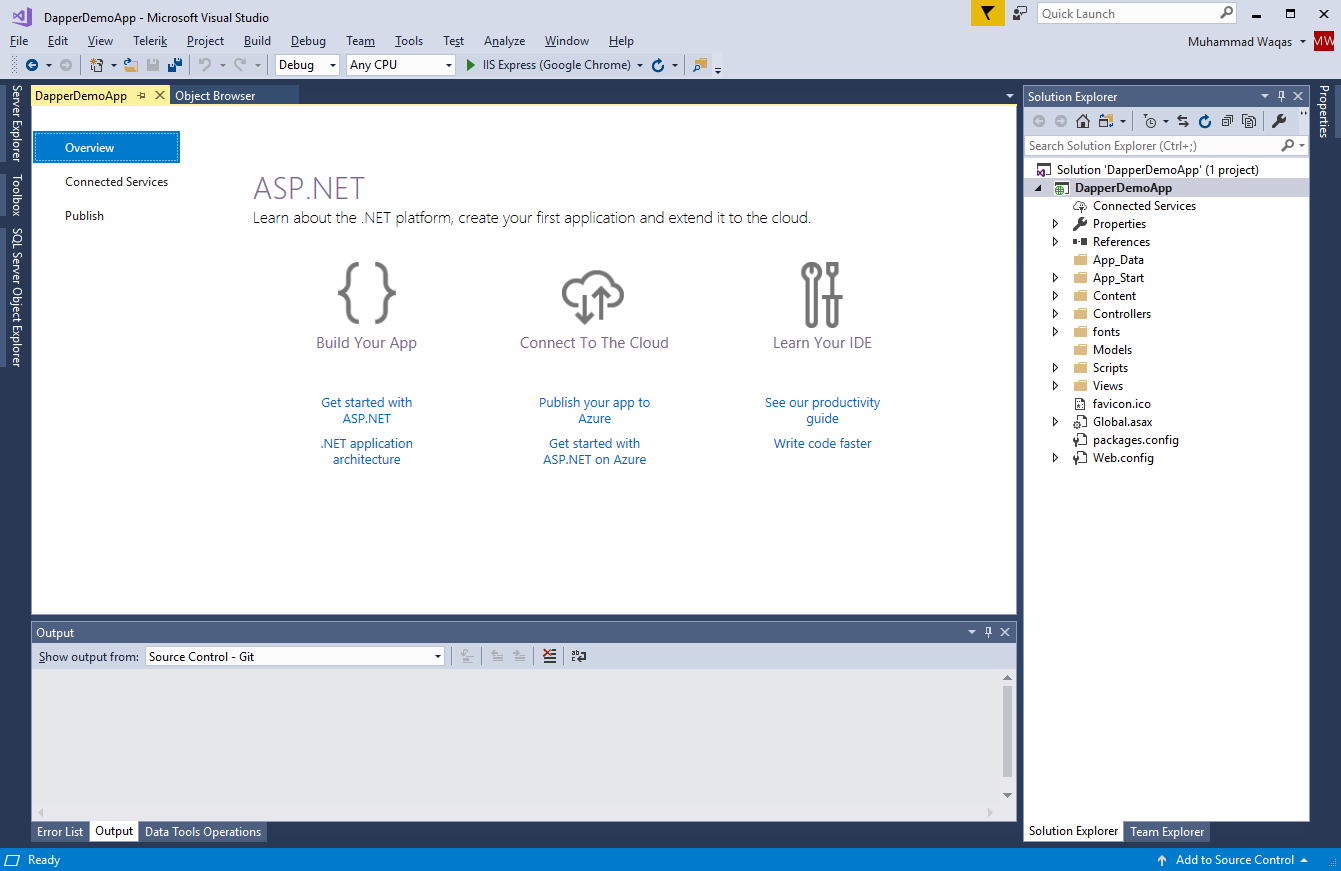 DapperDemoApp - Microsoft Visual Studio
Quick Launch
File Edit View Telerik Project Build Debug Team Tools Test Analyze Window Help
Muhammad Waqas MW
Debug Any CPU IIS Express (Google Chrome)
Server Explorer
Toolbox
SQL Server Object Explorer
DapperDemoApp Object Browser
Overview
Connected Services
Publish
ASP.NET
Learn about the .NET platform, create your first application and extend it to the cloud.
Build Your App
Get started with
ASP.NET
.NET application
architecture
Connect To The Cloud
Publish your app to
Azure
Get started with
ASP.NET on Azure
Learn Your IDE
See our productivity
guide
Write code faster
Output
Show output from: Source Control - Git
Error List Output Data Tools Operations
Solution Explorer
Search Solution Explorer (Ctrl+;)
Solution 'DapperDemoApp' (1 project)
DapperDemoApp
Connected Services
Properties
References
App_Data
App_Start
Content
Controllers
fonts
Models
Scripts
Views
favicon.ico
Global.asax
packages.config
Web.config
Solution Explorer Team Explorer
Properties
Ready
Add to Source Control